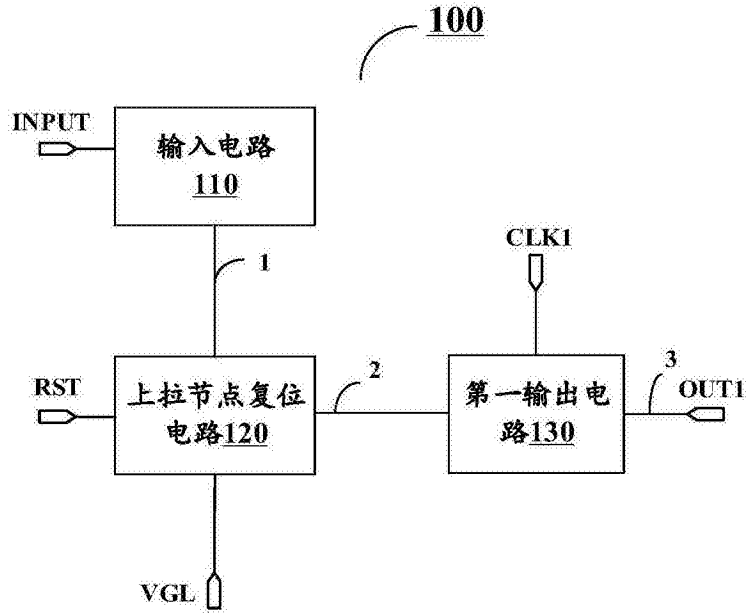 100
INPUT
输入电路
110
1
CLK1
RST
上拉节点复位
电路120
2
第一输出电
路130
3
OUT1
VGL